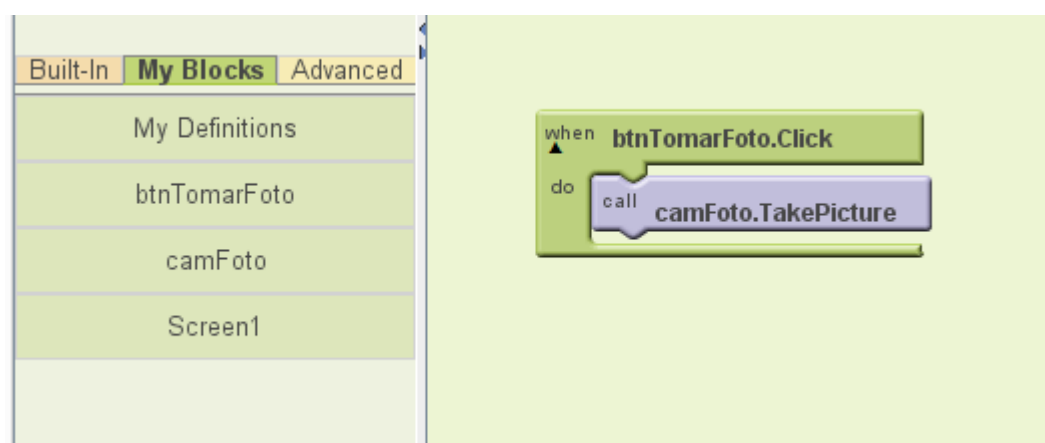 Built-In My Blocks Advanced
My Definitions
btnTomarFoto
camFoto
Screen1
when btnTomarFoto.Click
do
call camFoto.TakePicture